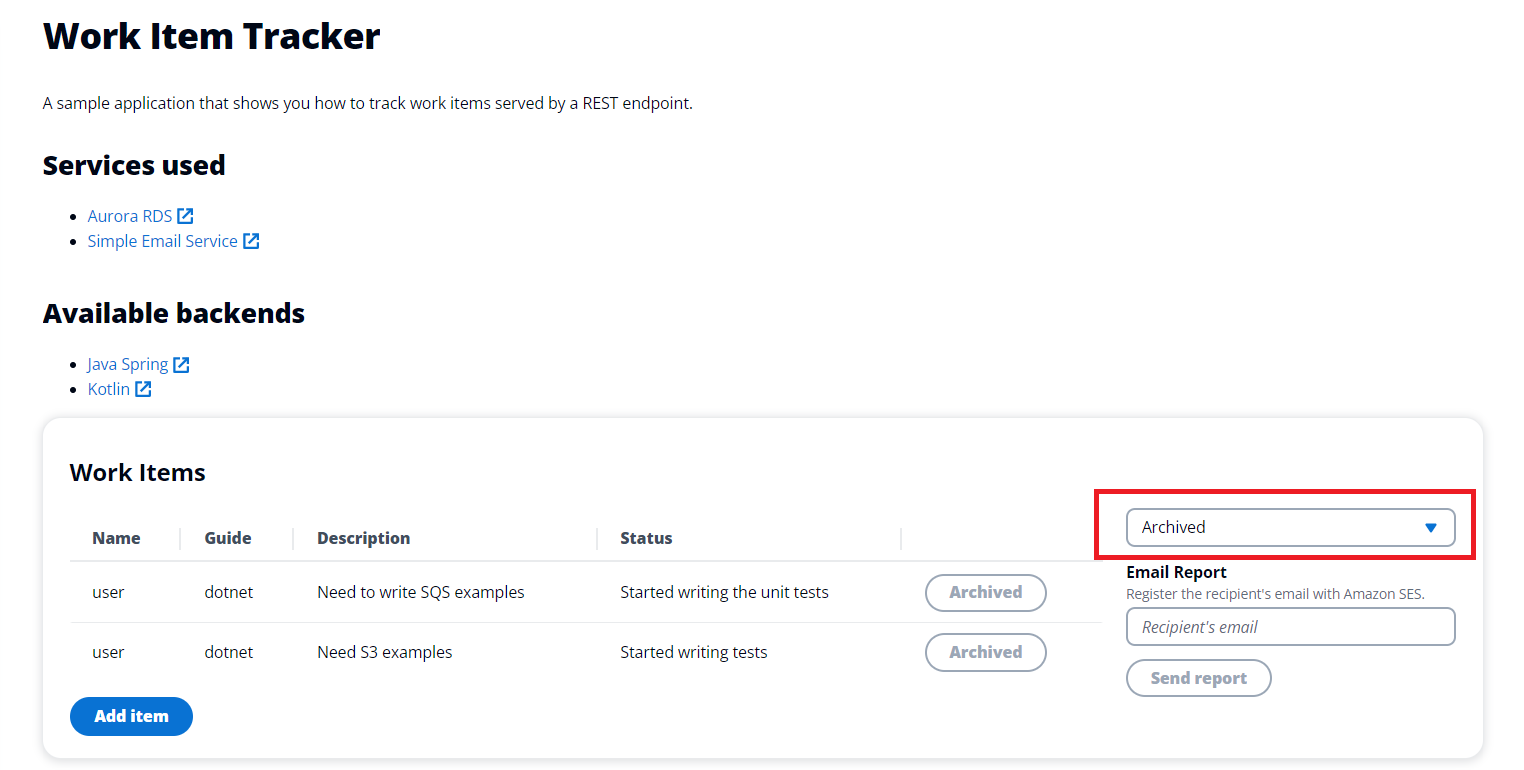 Work Item Tracker
A sample application that shows you how to track work items served by a REST endpoint.
Services used
Aurora RDS
Simple Email Service
Available backends
Java Spring
Kotlin
Work Items
Archived
Name Guide Description Status
Email Report
user dotnet Need to write SQS examples Started writing the unit tests Archived
Register the recipient's email with Amazon SES.
Recipient's email
user dotnet Need S3 examples Started writing tests Archived
Send report
Add item